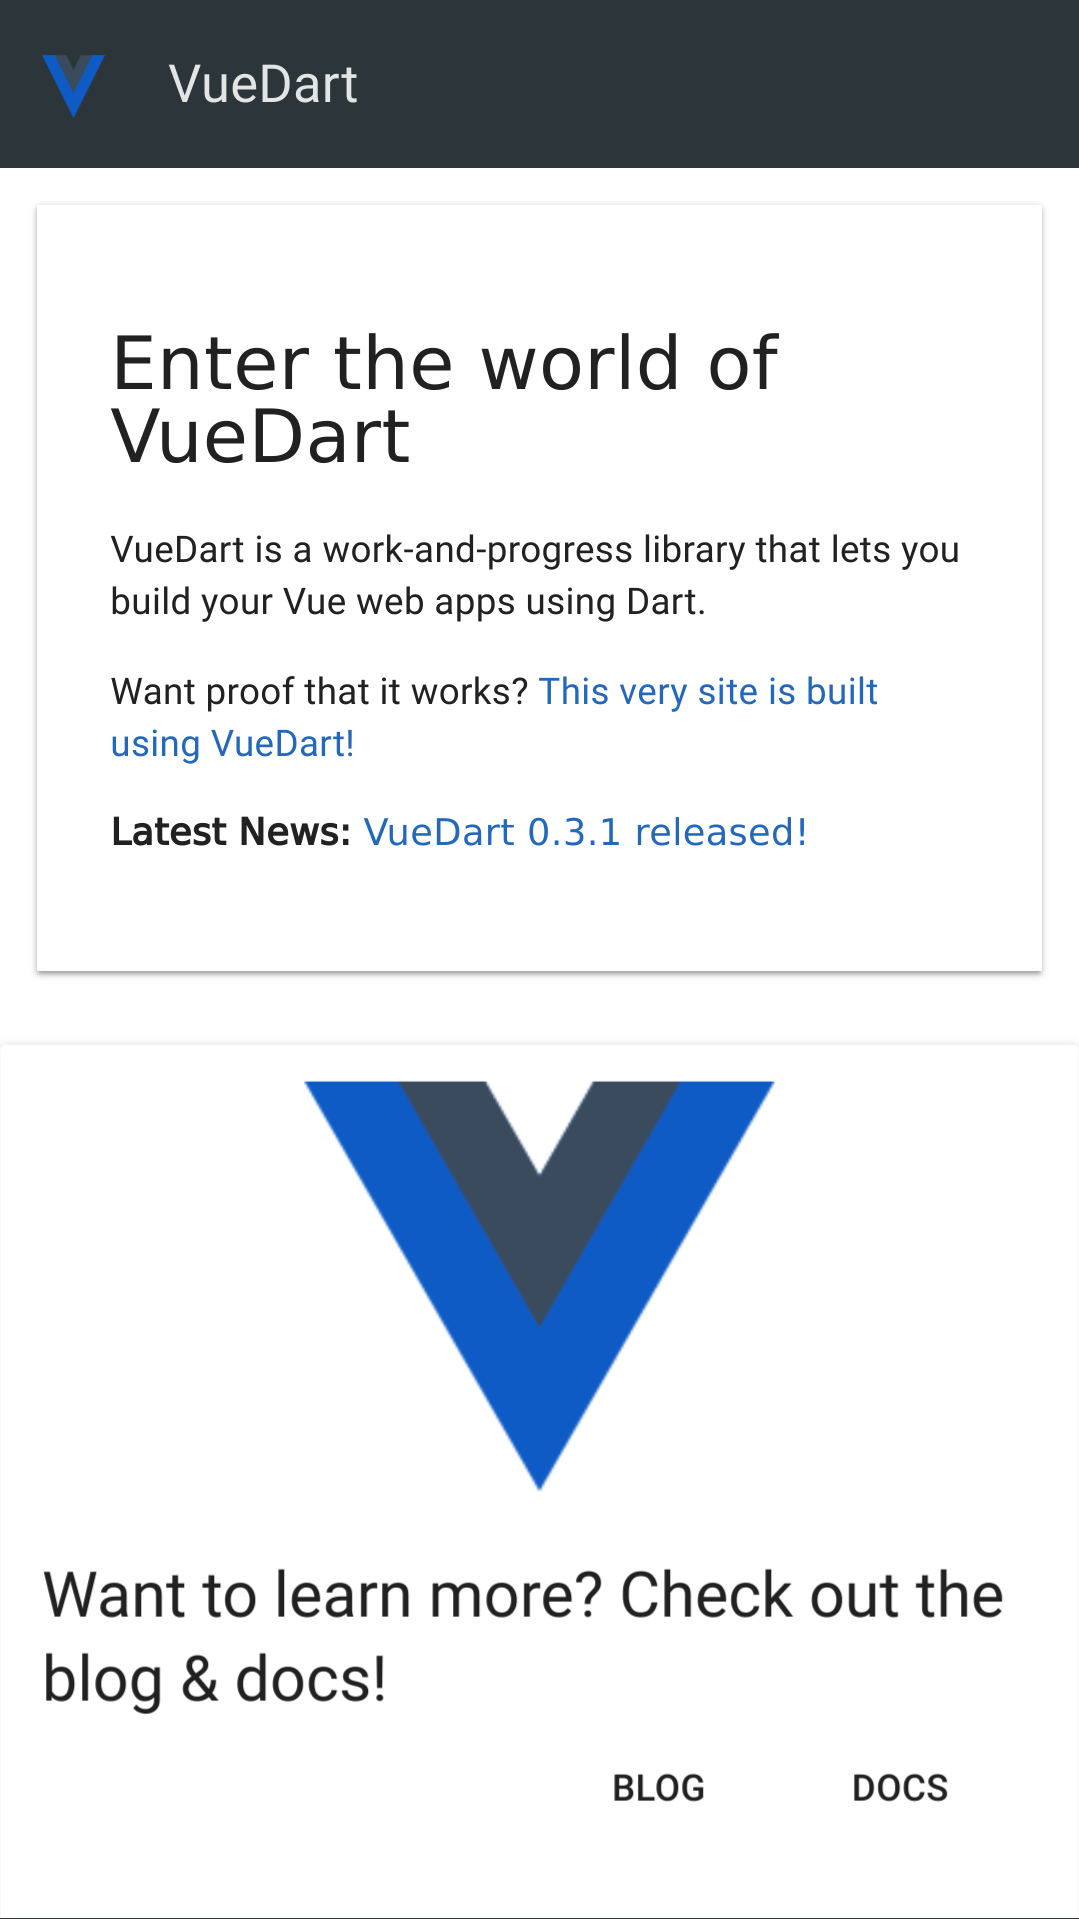 VueDart
Enter the world of
VueDart
VueDart is a work-and-progress library that lets you
build your Vue web apps using Dart.
Want proof that it works? This very site is built
using VueDart!
Latest News: VueDart 0.3.1 released!
Want to learn more? Check out the
blog & docs!
BLOG DOCS